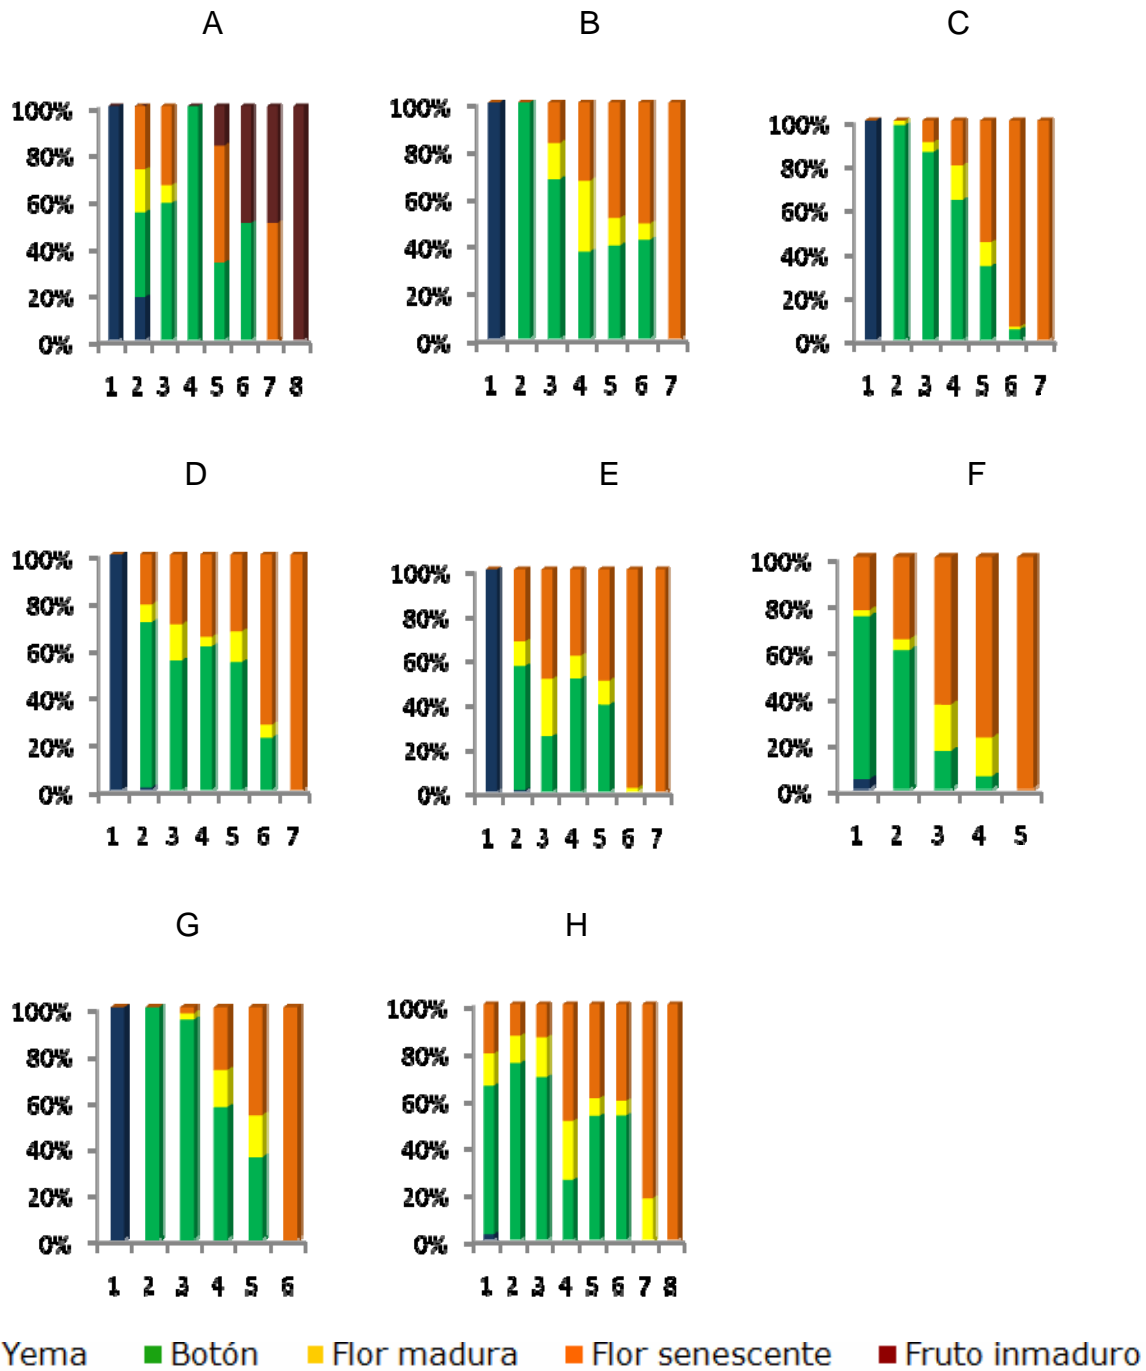 A B C
100% 100% 100%
80% 80% 80%
60% 60% 60%
40% 40% 40%
20% 20% 20%
0% 0% 0%
1 2 3 4 5 6 7 8 1 2 3 4 5 6 7 1 2 3 4 5 6 7
D E F
100% 100% 100%
80% 80% 80%
60% 60% 60%
40% 40% 40%
20% 20% 20%
0% 0% 0%
1 2 3 4 5 6 7 1 2 3 4 5 6 7 1 2 3 4 5
G H
100% 100%
80% 80%
60% 60%
40% 40%
20% 20%
0% 0%
1 2 3 4 5 6 1 2 3 4 5 6 7 8
Yema Botón Flor madura Flor senescente Fruto inmaduro